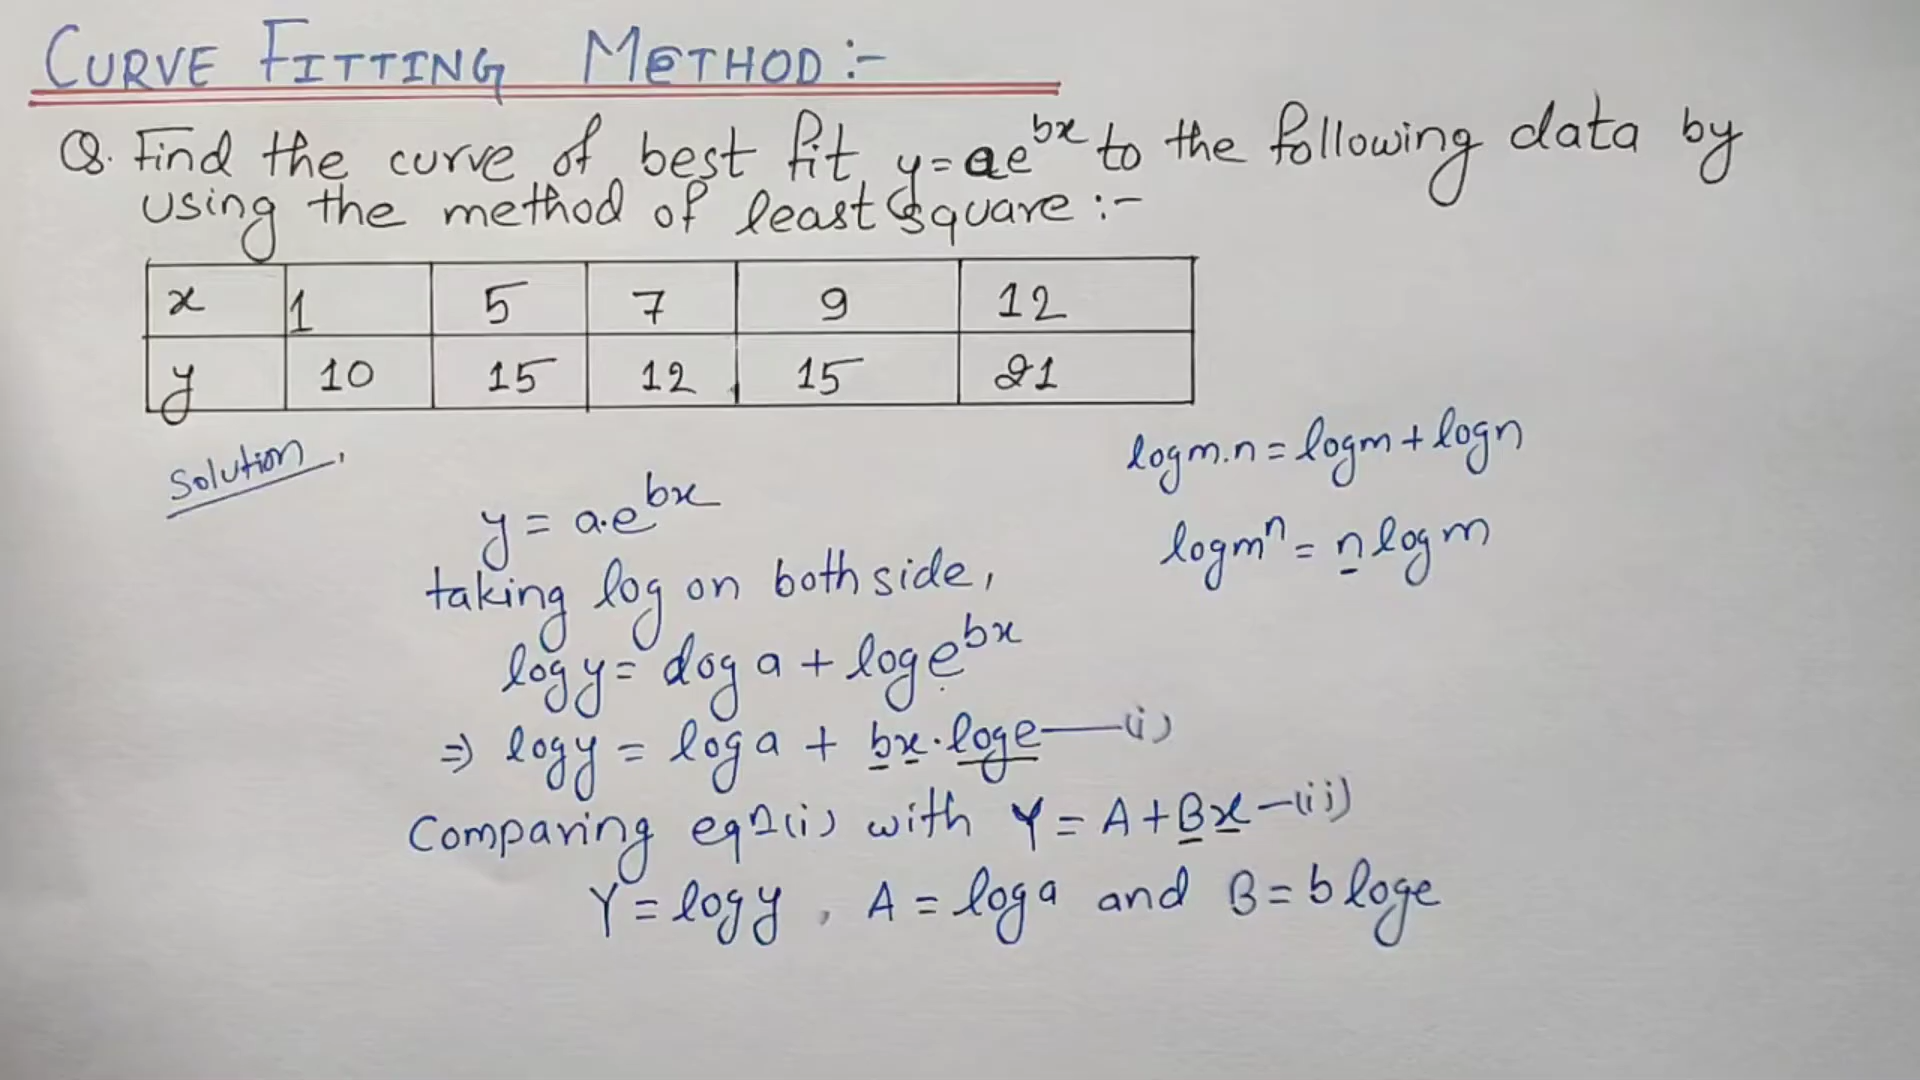 CURVE FITTING METHOD :-
Q. Find the curve of best fit y = ae^bx to the following data by
using the method of least square :-
x 1 5 7 9 12
y 10 15 12 15 21
Solution,
log m.n = log m + log n
y = a.e^bx
log m^n = n log m
taking log on both side,
log y = log a + log e^bx
⇒ log y = log a + bx . log e —(i)
Comparing eqn (i) with Y = A + Bx —(ii)
Y = log y , A = log a and B = b log e